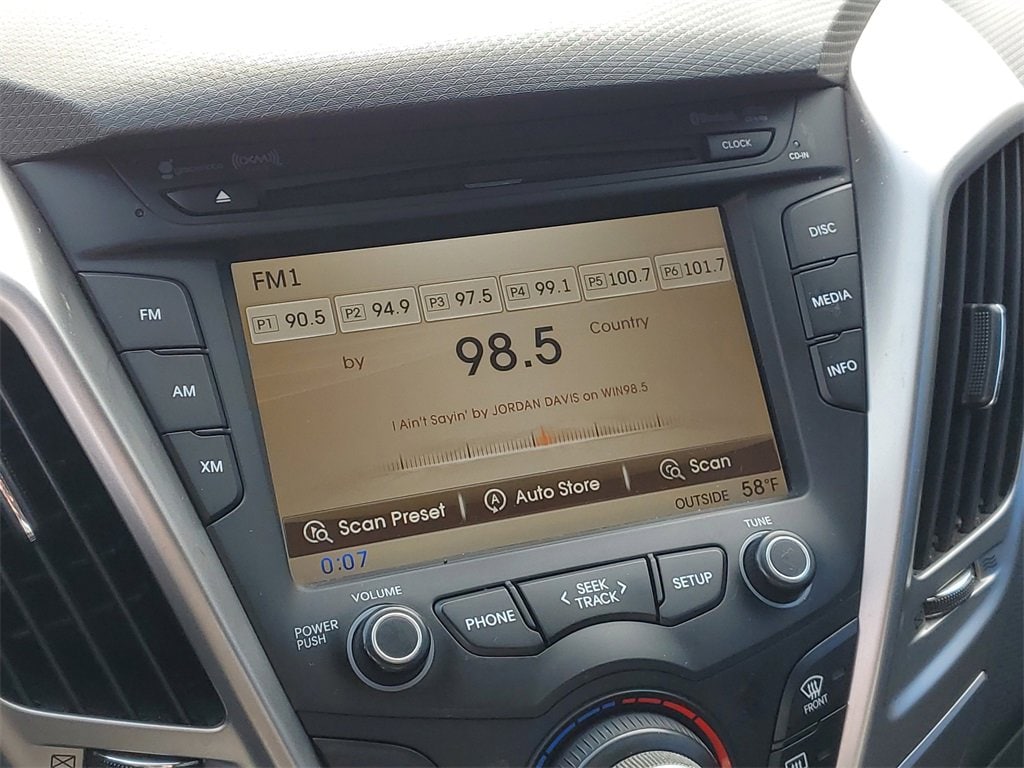 CLOCK
CD-IN
((XM))
DISC
MEDIA
INFO
FM
AM
XM
FM1
P1 90.5 P2 94.9 P3 97.5 P4 99.1 P5 100.7 P6 101.7
by 98.5 Country
I Ain't Sayin' by JORDAN DAVIS on WIN98.5
Scan Preset A Auto Store Scan
0:07 OUTSIDE 58°F
VOLUME
POWER
PUSH
PHONE
< SEEK >
TRACK
SETUP
TUNE
FRONT